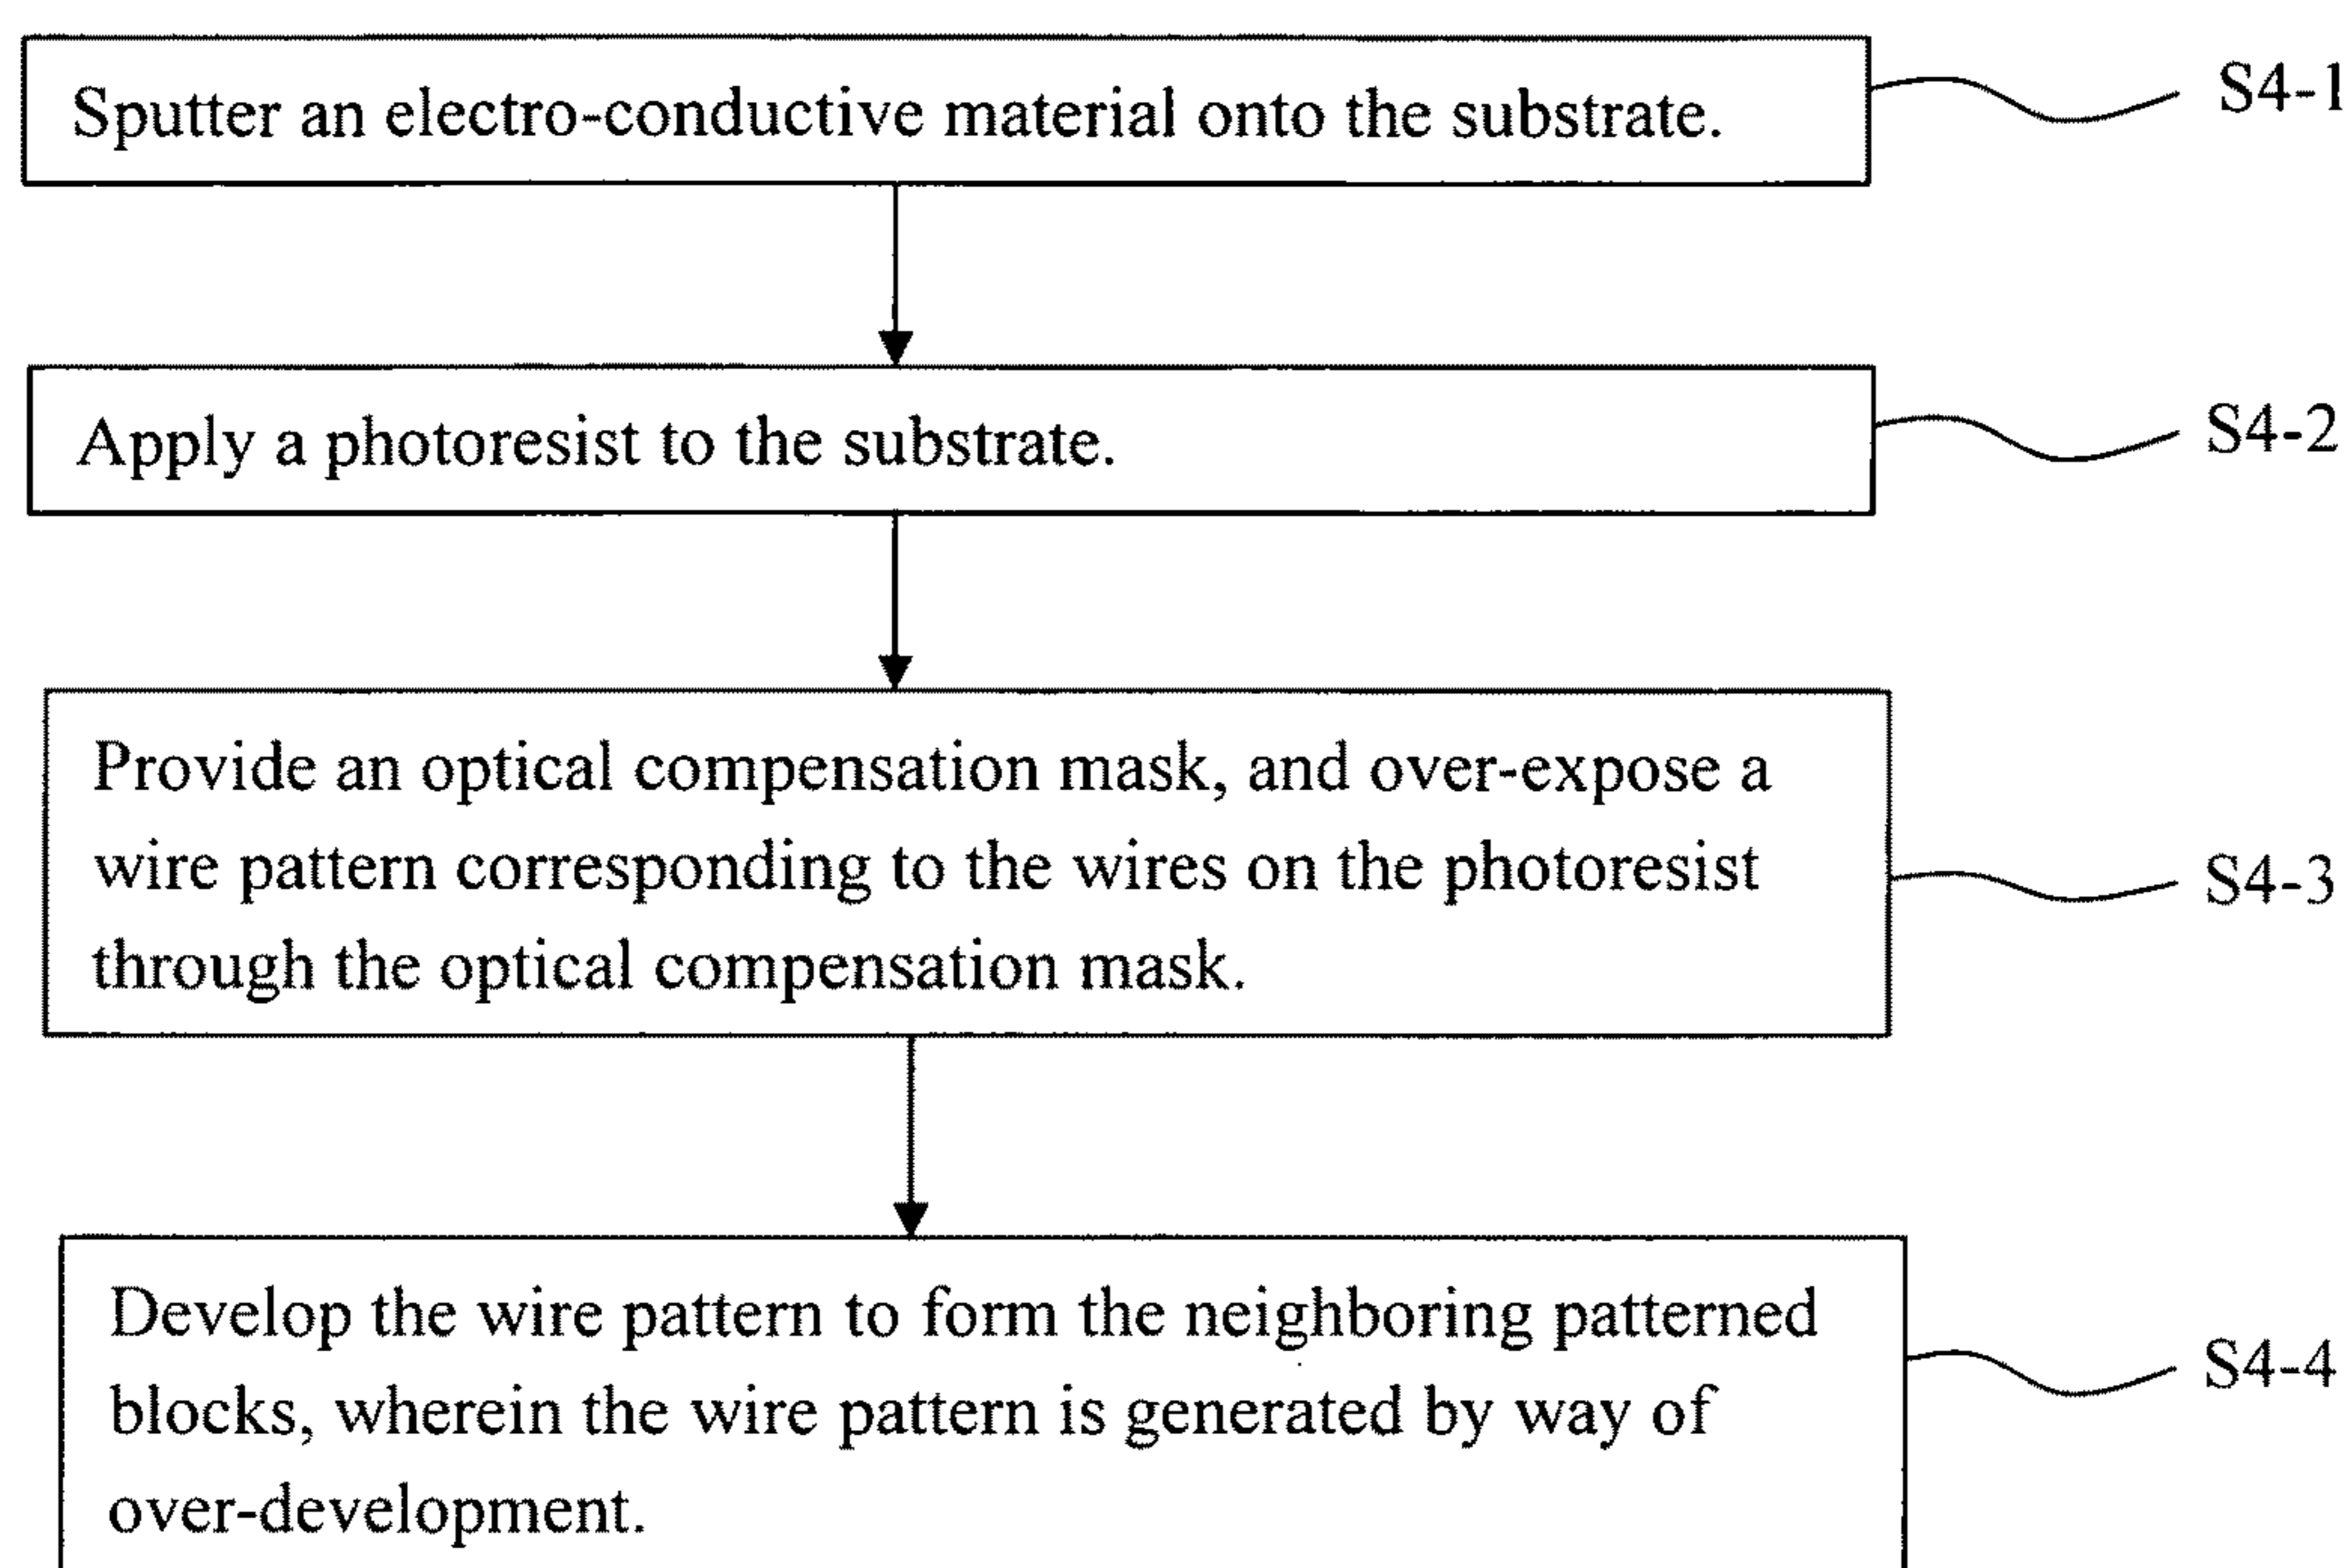 Sputter an electro-conductive material onto the substrate.
S4-1
Apply a photoresist to the substrate.
S4-2
Provide an optical compensation mask, and over-expose a
wire pattern corresponding to the wires on the photoresist
through the optical compensation mask.
S4-3
Develop the wire pattern to form the neighboring patterned
blocks, wherein the wire pattern is generated by way of
over-development.
S4-4